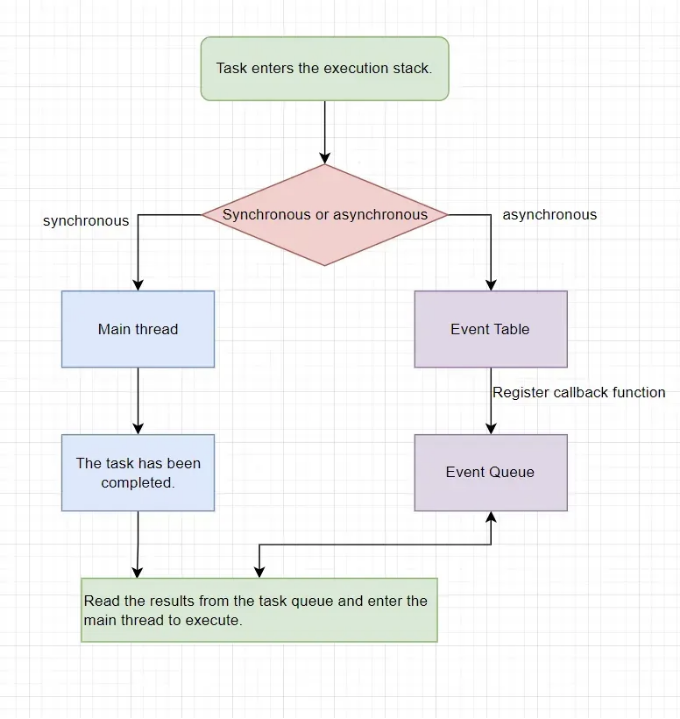 Task enters the execution stack.
Synchronous or asynchronous
synchronous
asynchronous
Main thread
Event Table
Register callback function
The task has been
completed.
Event Queue
Read the results from the task queue and enter the
main thread to execute.